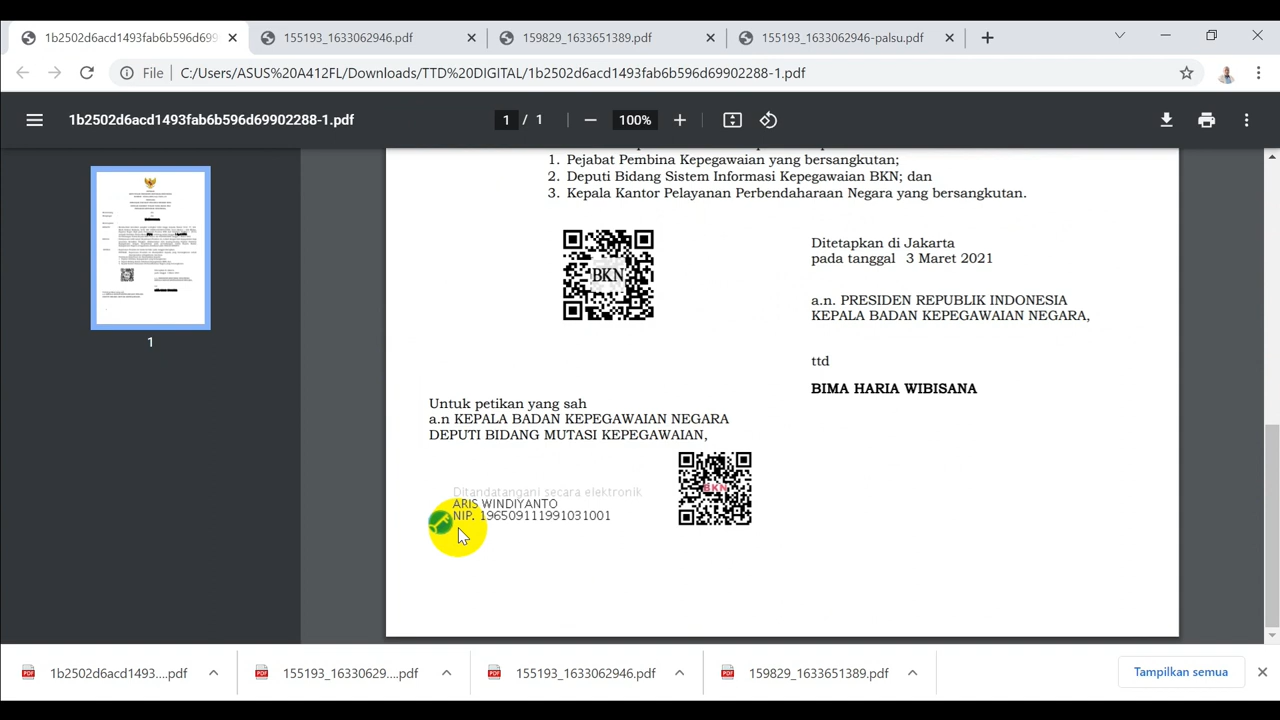 1b2502d6acd1493fab6b596d6990
155193_1633062946.pdf
159829_1633651389.pdf
155193_1633062946-palsu.pdf
File
C:/Users/ASUS%20A412FL/Downloads/TTD%20DIGITAL/1b2502d6acd1493fab6b596d69902288-1.pdf
1b2502d6acd1493fab6b596d69902288-1.pdf
1 / 1
100%
1. Pejabat Pembina Kepegawaian yang bersangkutan;
2. Deputi Bidang Sistem Informasi Kepegawaian BKN; dan
3. Kepala Kantor Pelayanan Perbendaharaan Negara yang bersangkutan.
BKN
Ditetapkan di Jakarta
pada tanggal 3 Maret 2021
a.n. PRESIDEN REPUBLIK INDONESIA
KEPALA BADAN KEPEGAWAIAN NEGARA,
ttd
BIMA HARIA WIBISANA
Untuk petikan yang sah
a.n KEPALA BADAN KEPEGAWAIAN NEGARA
DEPUTI BIDANG MUTASI KEPEGAWAIAN,
Ditandatangani secara elektronik
ARIS WINDIYANTO
NIP. 196509111991031001
BKN
1
1b2502d6acd1493....pdf
155193_16330629....pdf
155193_1633062946.pdf
159829_1633651389.pdf
Tampilkan semua